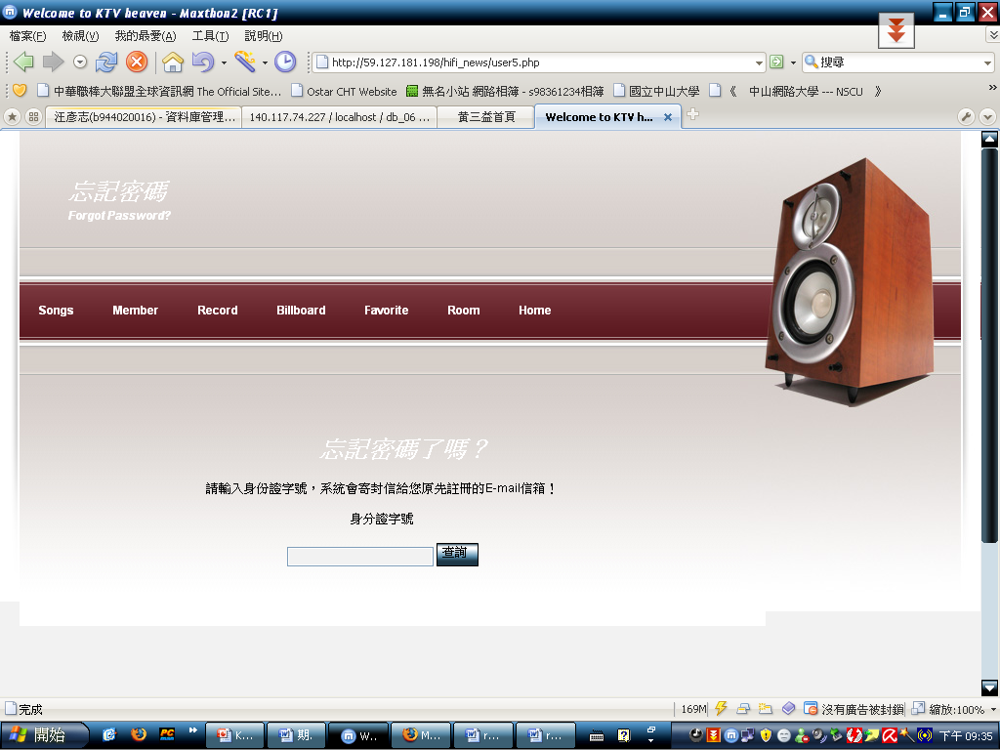 Welcome to KTV heaven - Maxthon2 [RC1]
檔案(F) 檢視(V) 我的最愛(A) 工具(T) 說明(H)
http://59.127.181.198/hifi_news/user5.php 搜尋
中華職棒大聯盟全球資訊網 The Official Site... Ostar CHT Website 無名小站 網路相簿 - s98361234相簿 國立中山大學 《 中山網路大學 --- NSCU 》
汪彥志(b944020016) - 資料庫管理... 140.117.74.227 / localhost / db_06 ... 黃三益首頁 Welcome to KTV h...
忘記密碼
Forgot Password?
Songs Member Record Billboard Favorite Room Home
忘記密碼了嗎？
請輸入身份證字號，系統會寄封信給您原先註冊的E-mail信箱！
身分證字號
查詢
完成 169M 沒有廣告被封鎖 縮放:100%
開始 K... 期... W... M... r... r... 下午 09:35